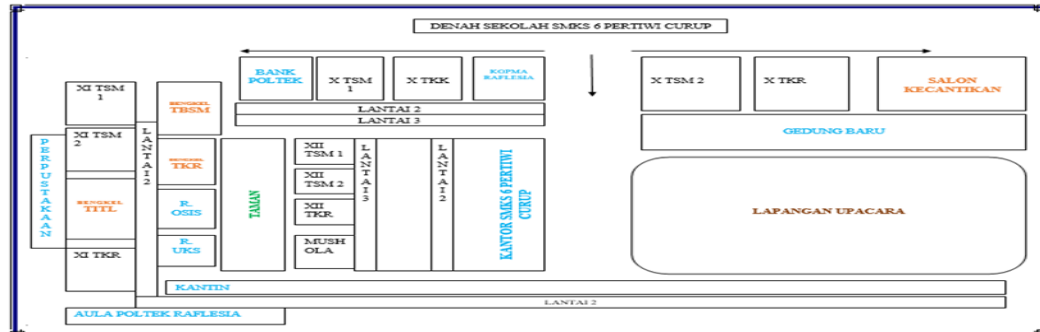 DENAH SEKOLAH SMKS 6 PERTIWI CURUP
BANK
POLTEK
X TSM
1
X TKK
KOPMA
RAFLESIA
X TSM 2
X TKR
SALON
KECANTIKAN
LANTAI 2
LANTAI 3
GEDUNG BARU
XI TSM
1
XI TSM
2
BENGKEL
TITL
XI TKR
PERPUSTAKAAN
LANTAI 2
BENGKEL
TBSM
BENGKEL
TKR
R.
OSIS
R.
UKS
TAMAN
XII
TSM 1
XII
TSM 2
XII
TKR
MUSH
OLA
LANTAI 3
LANTAI 2
KANTOR SMKS 6 PERTIWI
CURUP
LAPANGAN UPACARA
KANTIN
LANTAI 2
AULA POLTEK RAFLESIA